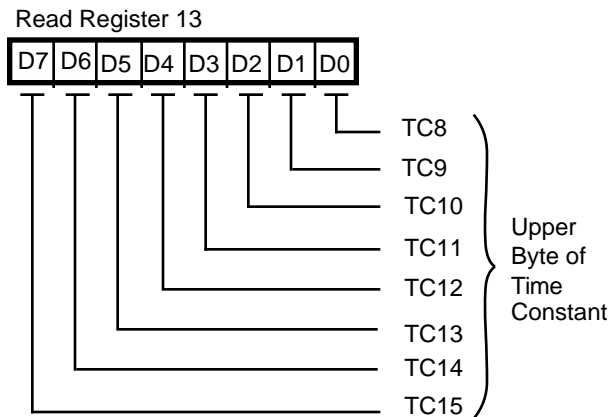 Read Register 13
D7 D6 D5 D4 D3 D2 D1 D0
TC8
TC9
TC10
TC11
TC12
TC13
TC14
TC15
Upper
Byte of
Time
Constant